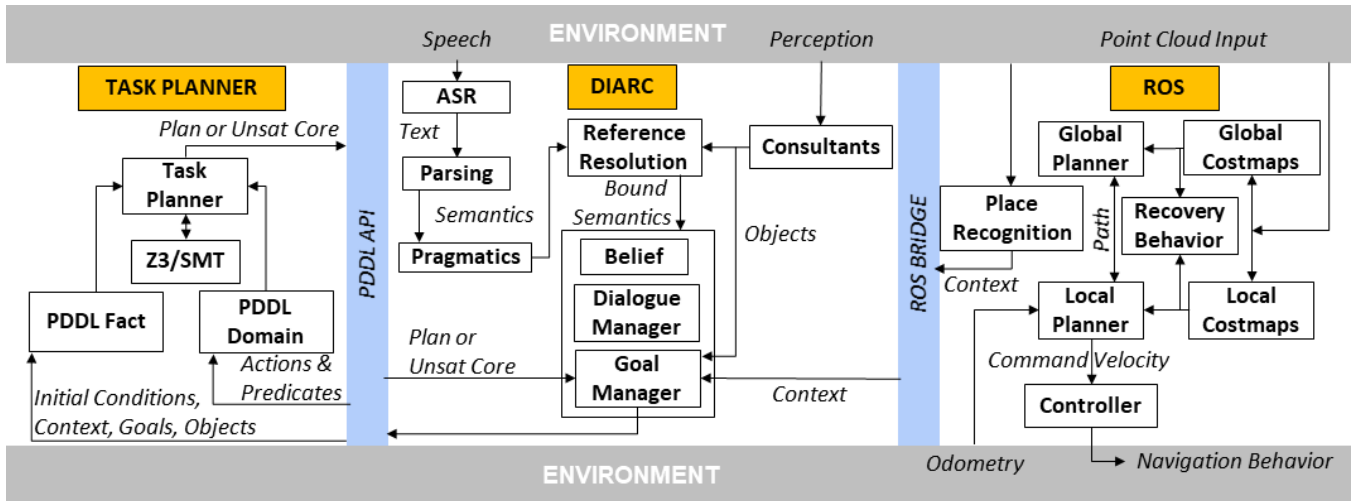 ENVIRONMENT
Speech
Perception
Point Cloud Input
TASK PLANNER
Plan or Unsat Core
Task
Planner
Z3/SMT
PDDL Fact
PDDL
Domain
Actions &
Predicates
Initial Conditions,
Context, Goals, Objects
PDDL API
DIARC
ASR
Text
Parsing
Semantics
Pragmatics
Reference
Resolution
Consultants
Bound
Semantics
Objects
Belief
Dialogue
Manager
Goal
Manager
Plan or
Unsat Core
Context
ROS BRIDGE
ROS
Place
Recognition
Context
Global
Planner
Global
Costmaps
Path
Recovery
Behavior
Local
Planner
Local
Costmaps
Command Velocity
Controller
Odometry
Navigation Behavior
ENVIRONMENT